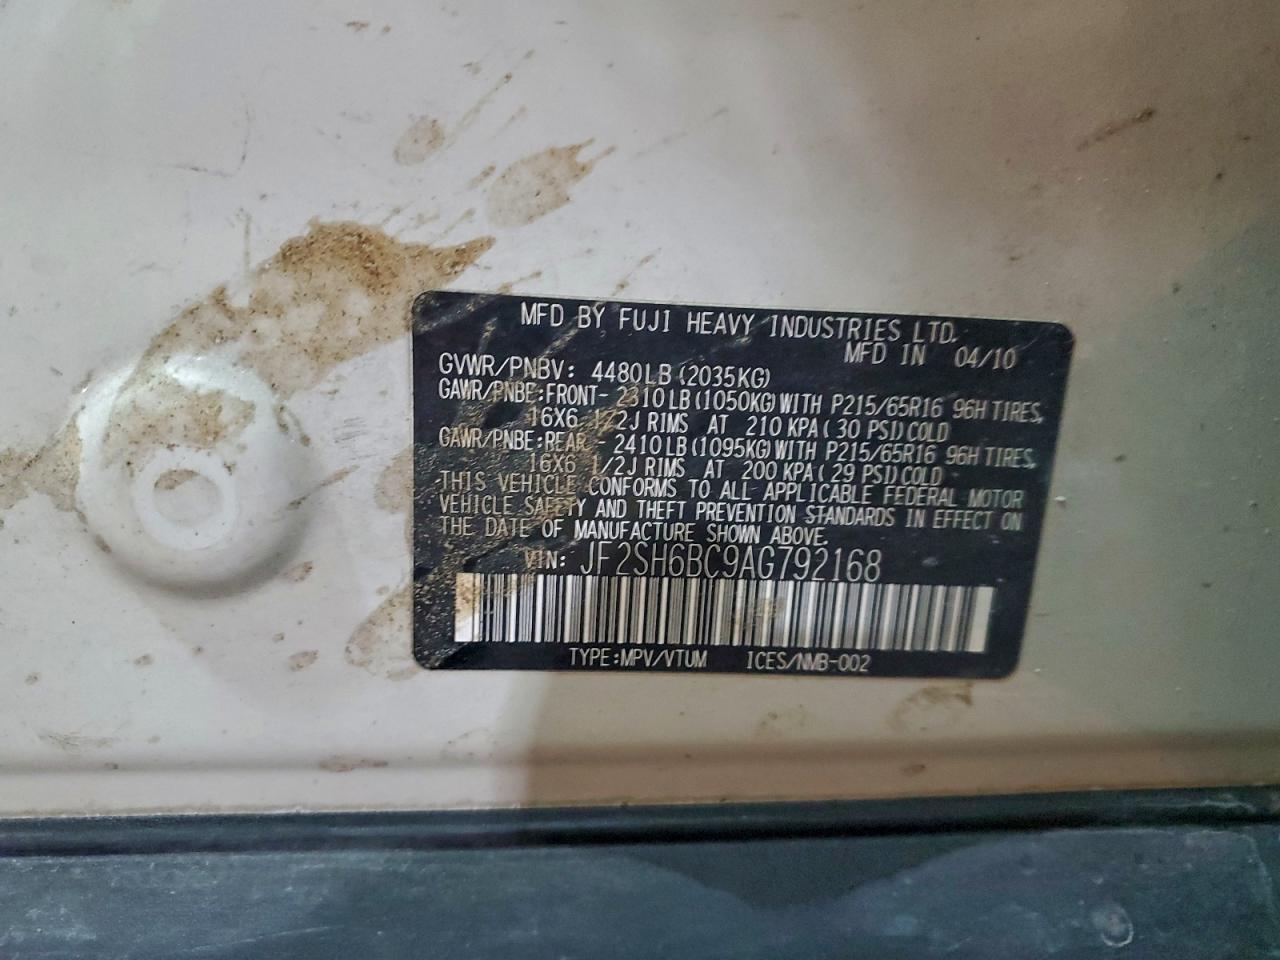 MFD BY FUJI HEAVY INDUSTRIES LTD.
MFD IN 04/10
GVWR/PNBV: 4480LB (2035KG)
GAWR/PNBE:FRONT- 2310LB (1050KG) WITH P215/65R16 96H TIRES,
16X6 1/2J RIMS AT 210 KPA ( 30 PSI) COLD
GAWR/PNBE:REAR - 2410LB (1095KG) WITH P215/65R16 96H TIRES,
16X6 1/2J RIMS AT 200 KPA ( 29 PSI) COLD
THIS VEHICLE CONFORMS TO ALL APPLICABLE FEDERAL MOTOR
VEHICLE SAFETY AND THEFT PREVENTION STANDARDS IN EFFECT ON
THE DATE OF MANUFACTURE SHOWN ABOVE.
VIN: JF2SH6BC9AG792168
TYPE:MPV/VTUM ICES/NMB-002